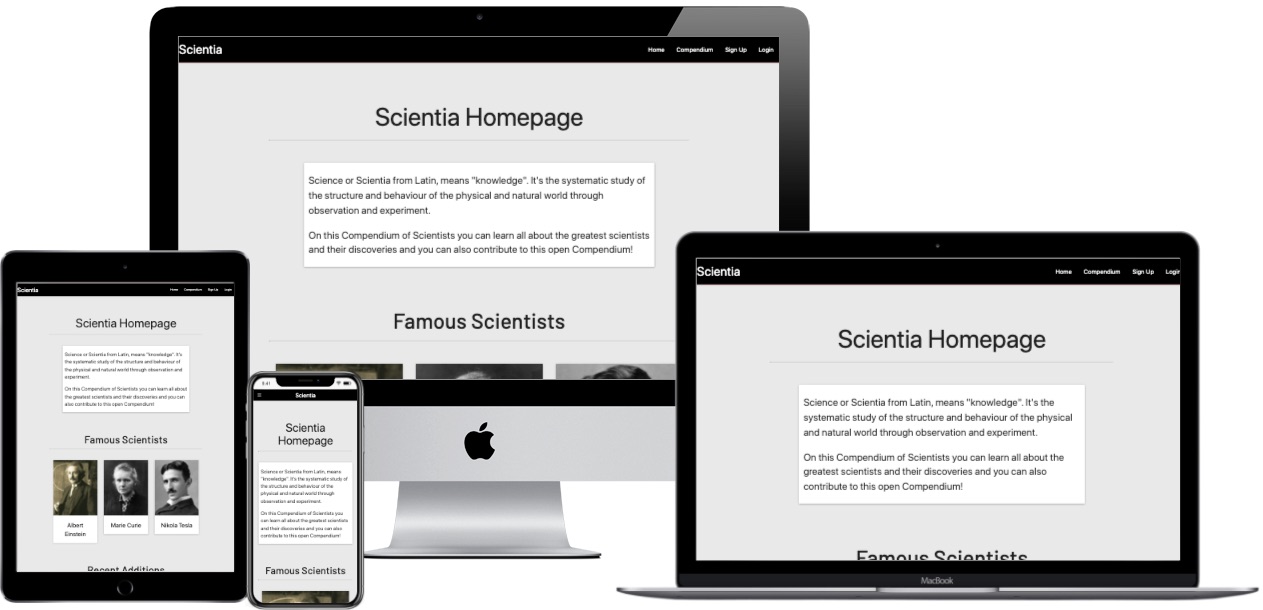 Scientia
Home Compendium Sign Up Login
Scientia Homepage
Science or Scientia from Latin, means "knowledge". It's the systematic study of
the structure and behaviour of the physical and natural world through
observation and experiment.
On this Compendium of Scientists you can learn all about the greatest scientists
and their discoveries and you can also contribute to this open Compendium!
Famous Scientists
Scientia
Home Compendium Sign Up Login
Scientia Homepage
Science or Scientia from Latin, means "knowledge". It's
the systematic study of the structure and behaviour of
the physical and natural world through observation and
experiment.
On this Compendium of Scientists you can learn all about
the greatest scientists and their discoveries and you can
also contribute to this open Compendium!
Famous Scientists
Albert
Einstein
Marie Curie
Nikola Tesla
Recent Additions
9:41
Scientia
Scientia
Homepage
Science or Scientia from Latin, means
"knowledge". It's the systematic study of
the structure and behaviour of the
physical and natural world through
observation and experiment.
On this Compendium of Scientists you
can learn all about the greatest scientists
and their discoveries and you can also
contribute to this open Compendium!
Famous Scientists
Scientia
Home Compendium Sign Up Login
Scientia Homepage
Science or Scientia from Latin, means "knowledge". It's the
systematic study of the structure and behaviour of the physical
and natural world through observation and experiment.
On this Compendium of Scientists you can learn all about the
greatest scientists and their discoveries and you can also
contribute to this open Compendium!
Famous Scientists
MacBook